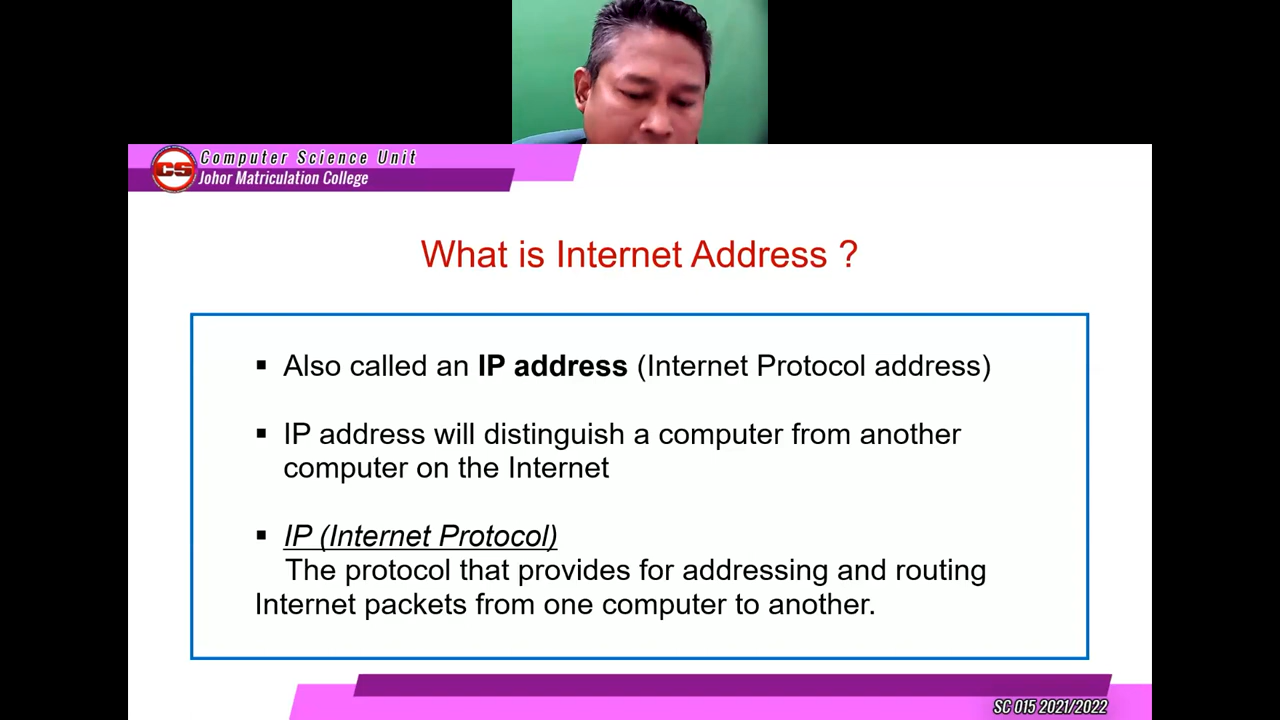 CS
Computer Science Unit
Johor Matriculation College
What is Internet Address ?
▪ Also called an IP address (Internet Protocol address)
▪ IP address will distinguish a computer from another
computer on the Internet
▪ IP (Internet Protocol)
The protocol that provides for addressing and routing
Internet packets from one computer to another.
SC 015 2021/2022